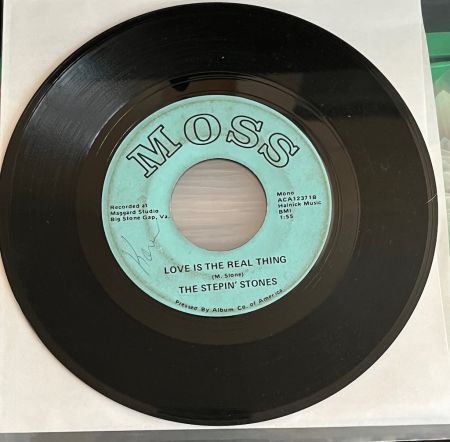 MOSS
Recorded at
Maggard Studio
Big Stone Gap, Va.
Mono
ACA12371B
Halnick Music
BMI
1:55
LOVE IS THE REAL THING
(M. Stone)
THE STEPIN' STONES
Pressed By Album Co. of America